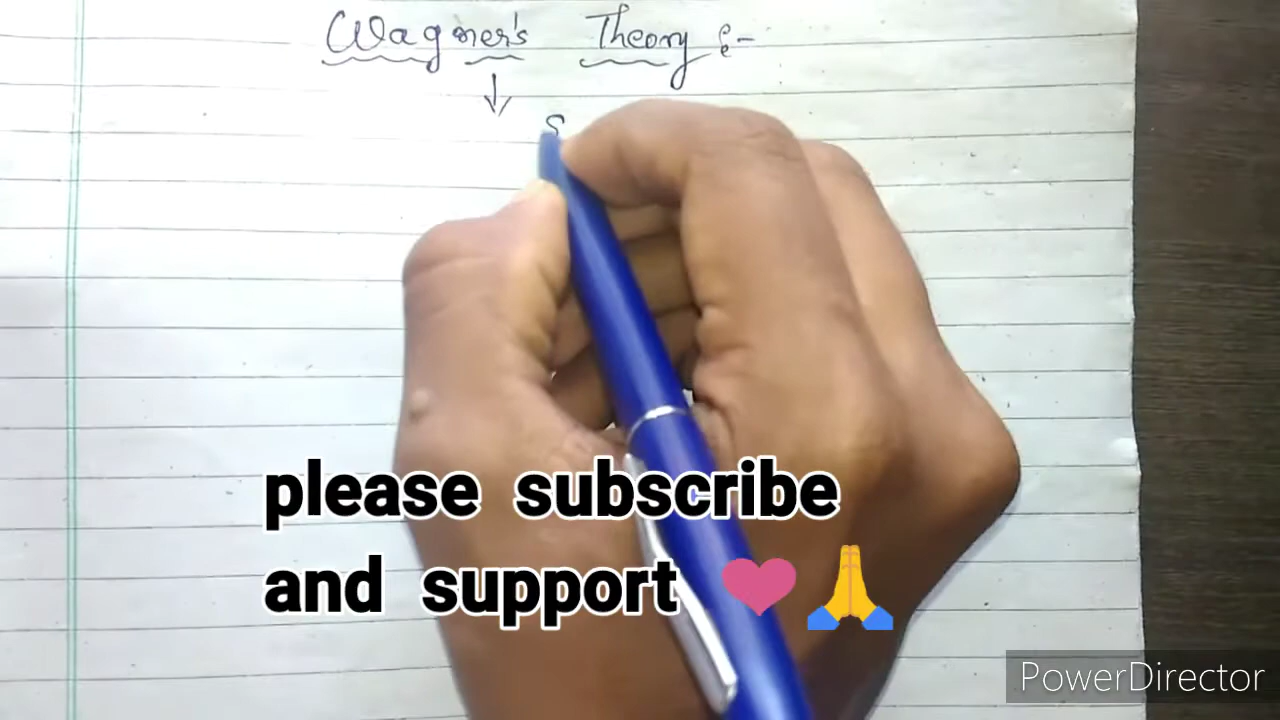 Wagner's Theory :-
↓
S
please subscribe
and support ❤🙏
PowerDirector